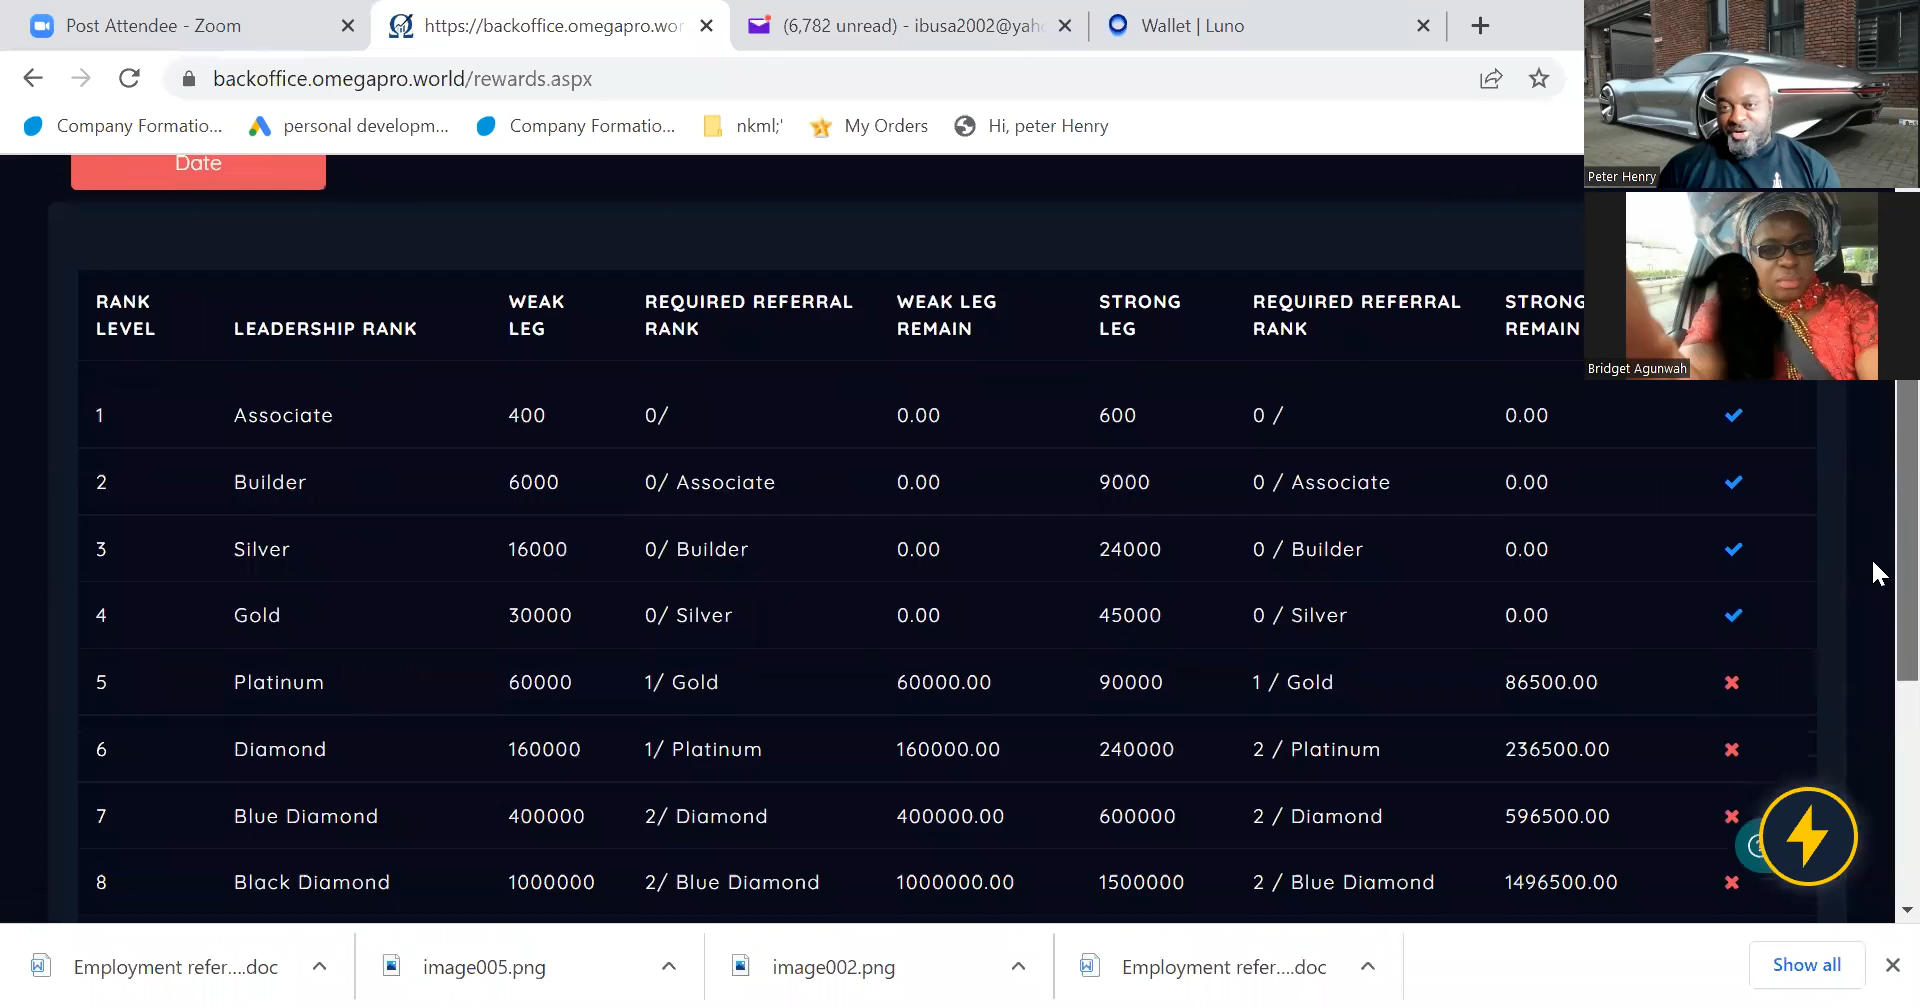 Post Attendee - Zoom
https://backoffice.omegapro.wor
(6,782 unread) - ibusa2002@yaho
Wallet | Luno
backoffice.omegapro.world/rewards.aspx
Company Formatio...
personal developm...
Company Formatio...
nkml;'
My Orders
Hi, peter Henry
Peter Henry
Bridget Agunwah
Date
RANK LEVEL LEADERSHIP RANK WEAK LEG REQUIRED REFERRAL RANK WEAK LEG REMAIN STRONG LEG REQUIRED REFERRAL RANK STRONG REMAIN
1 Associate 400 0/ 0.00 600 0 / 0.00
2 Builder 6000 0/ Associate 0.00 9000 0 / Associate 0.00
3 Silver 16000 0/ Builder 0.00 24000 0 / Builder 0.00
4 Gold 30000 0/ Silver 0.00 45000 0 / Silver 0.00
5 Platinum 60000 1/ Gold 60000.00 90000 1 / Gold 86500.00
6 Diamond 160000 1/ Platinum 160000.00 240000 2 / Platinum 236500.00
7 Blue Diamond 400000 2/ Diamond 400000.00 600000 2 / Diamond 596500.00
8 Black Diamond 1000000 2/ Blue Diamond 1000000.00 1500000 2 / Blue Diamond 1496500.00
Employment refer....doc
image005.png
image002.png
Employment refer....doc
Show all